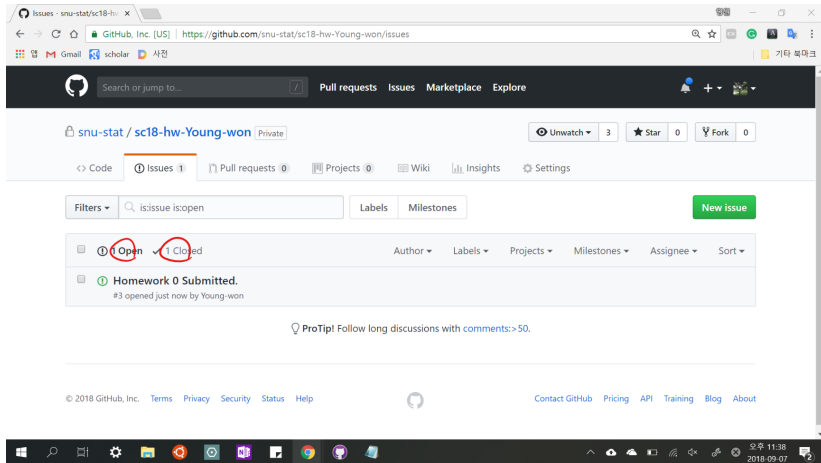 Issues · snu-stat/sc18-hw ×
GitHub, Inc. [US] | https://github.com/snu-stat/sc18-hw-Young-won/issues
앱 Gmail scholar 사전 기타 북마크
Search or jump to... / Pull requests Issues Marketplace Explore
snu-stat / sc18-hw-Young-won Private Unwatch 3 Star 0 Fork 0
Code Issues 1 Pull requests 0 Projects 0 Wiki Insights Settings
Filters is:issue is:open Labels Milestones New issue
1 Open 1 Closed Author Labels Projects Milestones Assignee Sort
Homework 0 Submitted.
#3 opened just now by Young-won
ProTip! Follow long discussions with comments:>50.
© 2018 GitHub, Inc. Terms Privacy Security Status Help Contact GitHub Pricing API Training Blog About
오후 11:38
2018-09-07